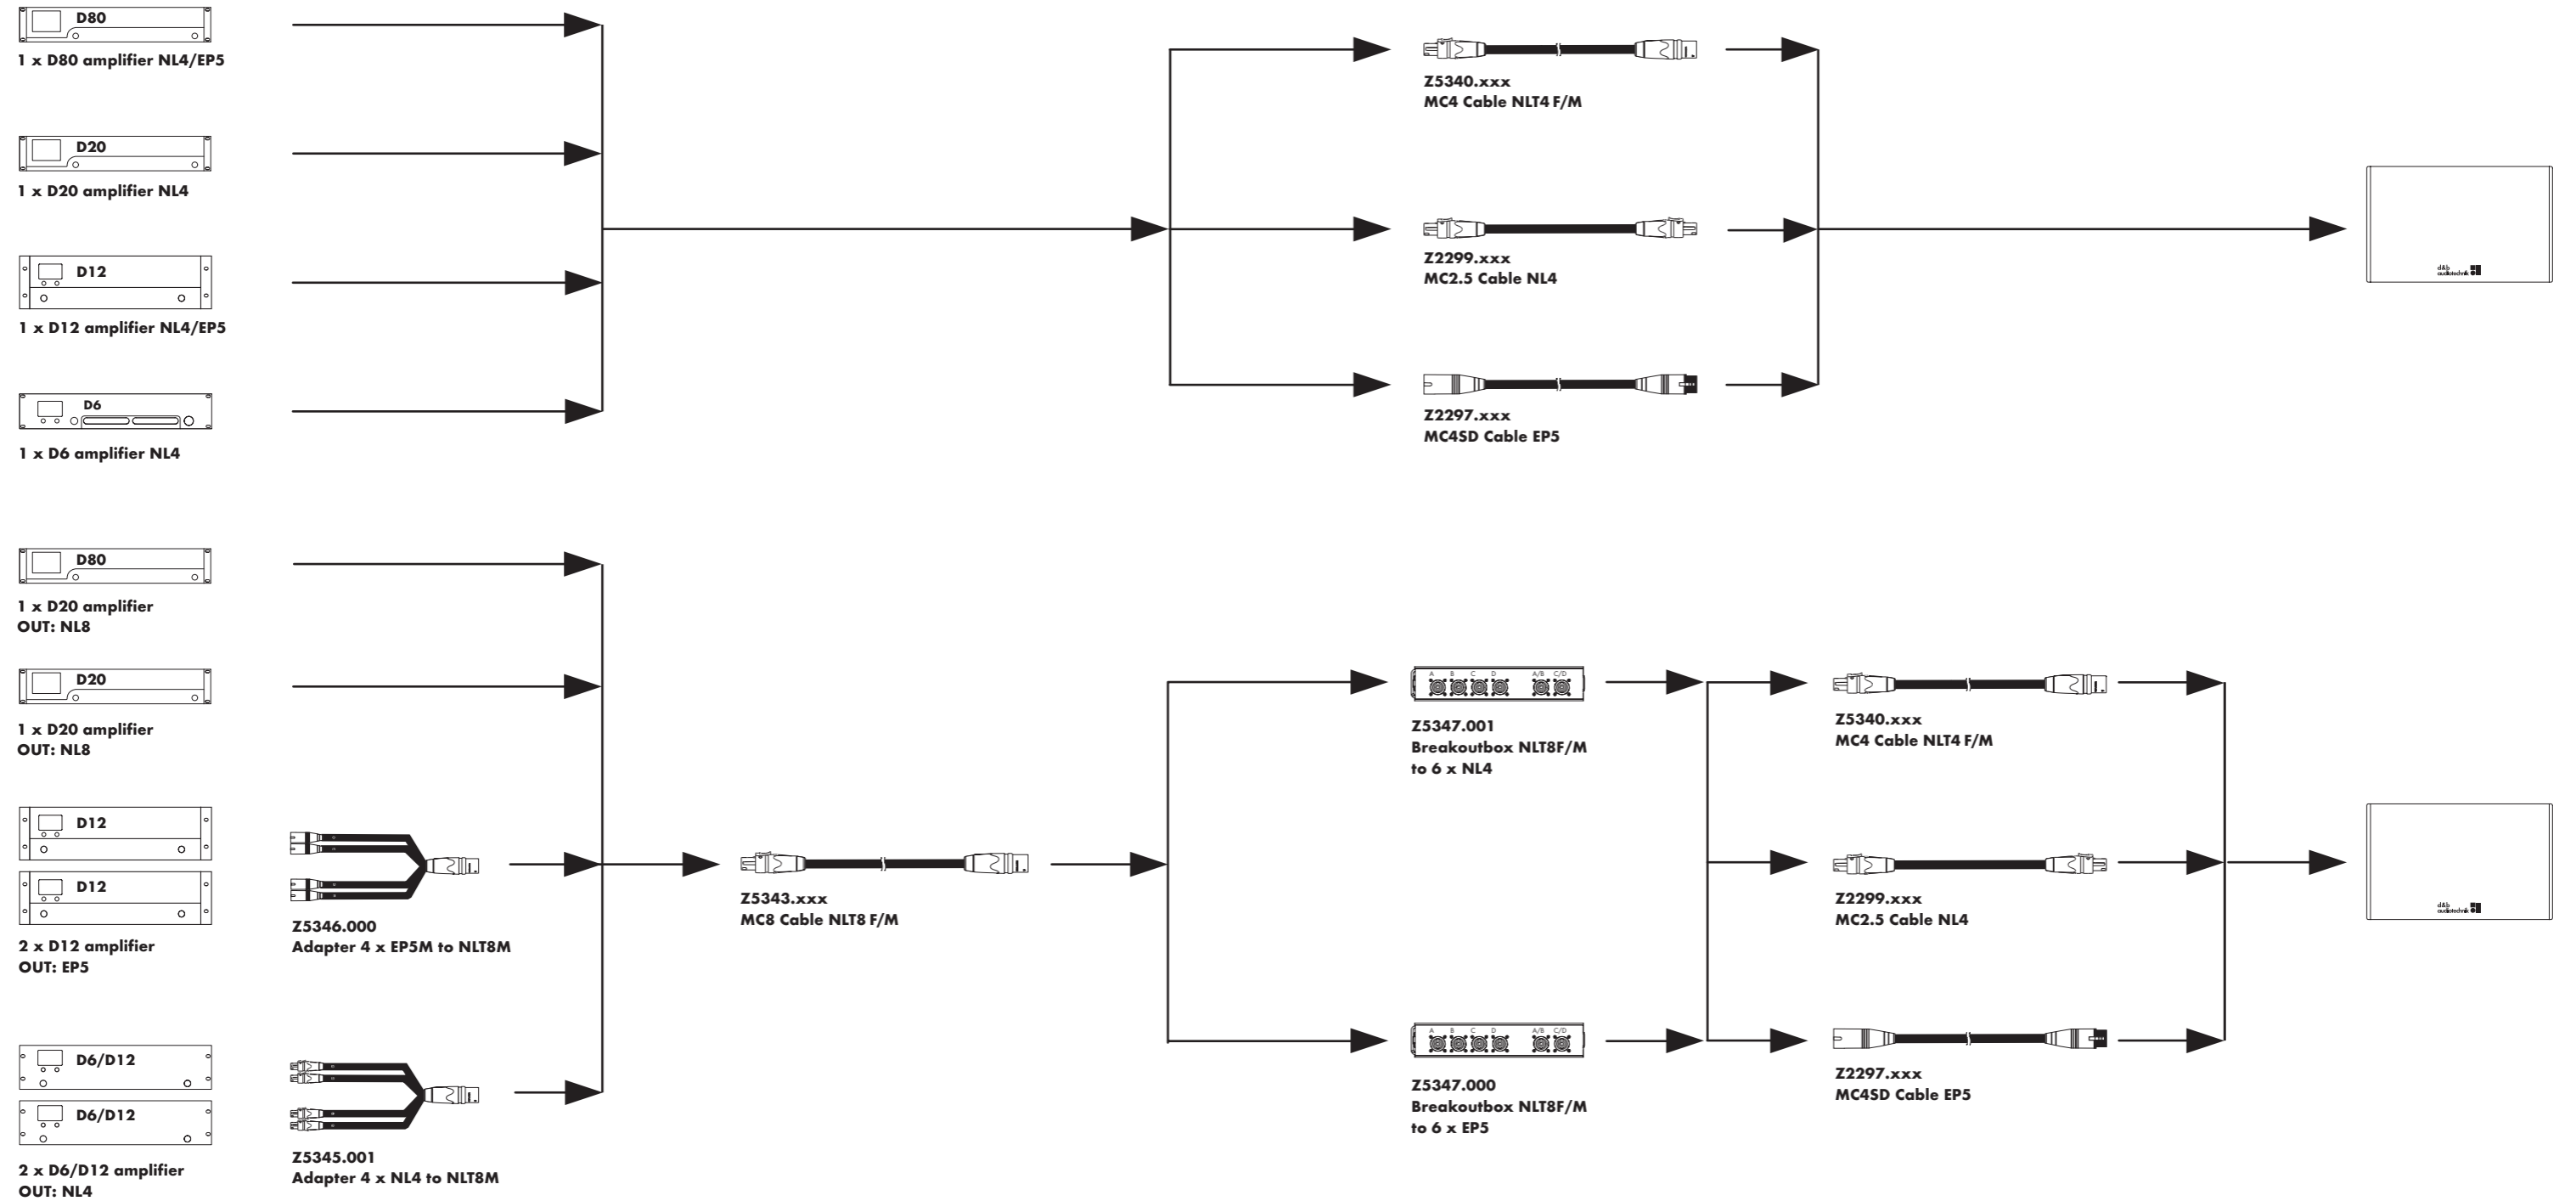 D80
1 x D80 amplifier NL4/EP5
D20
1 x D20 amplifier NL4
D12
1 x D12 amplifier NL4/EP5
D6
1 x D6 amplifier NL4
Z5340.xxx
MC4 Cable NLT4 F/M
Z2299.xxx
MC2.5 Cable NL4
Z2297.xxx
MC4SD Cable EP5
d&b
audiotechnik
D80
1 x D20 amplifier
OUT: NL8
D20
1 x D20 amplifier
OUT: NL8
D12
D12
2 x D12 amplifier
OUT: EP5
Z5346.000
Adapter 4 x EP5M to NLT8M
D6/D12
D6/D12
2 x D6/D12 amplifier
OUT: NL4
Z5345.001
Adapter 4 x NL4 to NLT8M
Z5343.xxx
MC8 Cable NLT8 F/M
A B C D A/B C/D
Z5347.001
Breakoutbox NLT8F/M
to 6 x NL4
A B C D A/B C/D
Z5347.000
Breakoutbox NLT8F/M
to 6 x EP5
Z5340.xxx
MC4 Cable NLT4 F/M
Z2299.xxx
MC2.5 Cable NL4
Z2297.xxx
MC4SD Cable EP5
d&b
audiotechnik